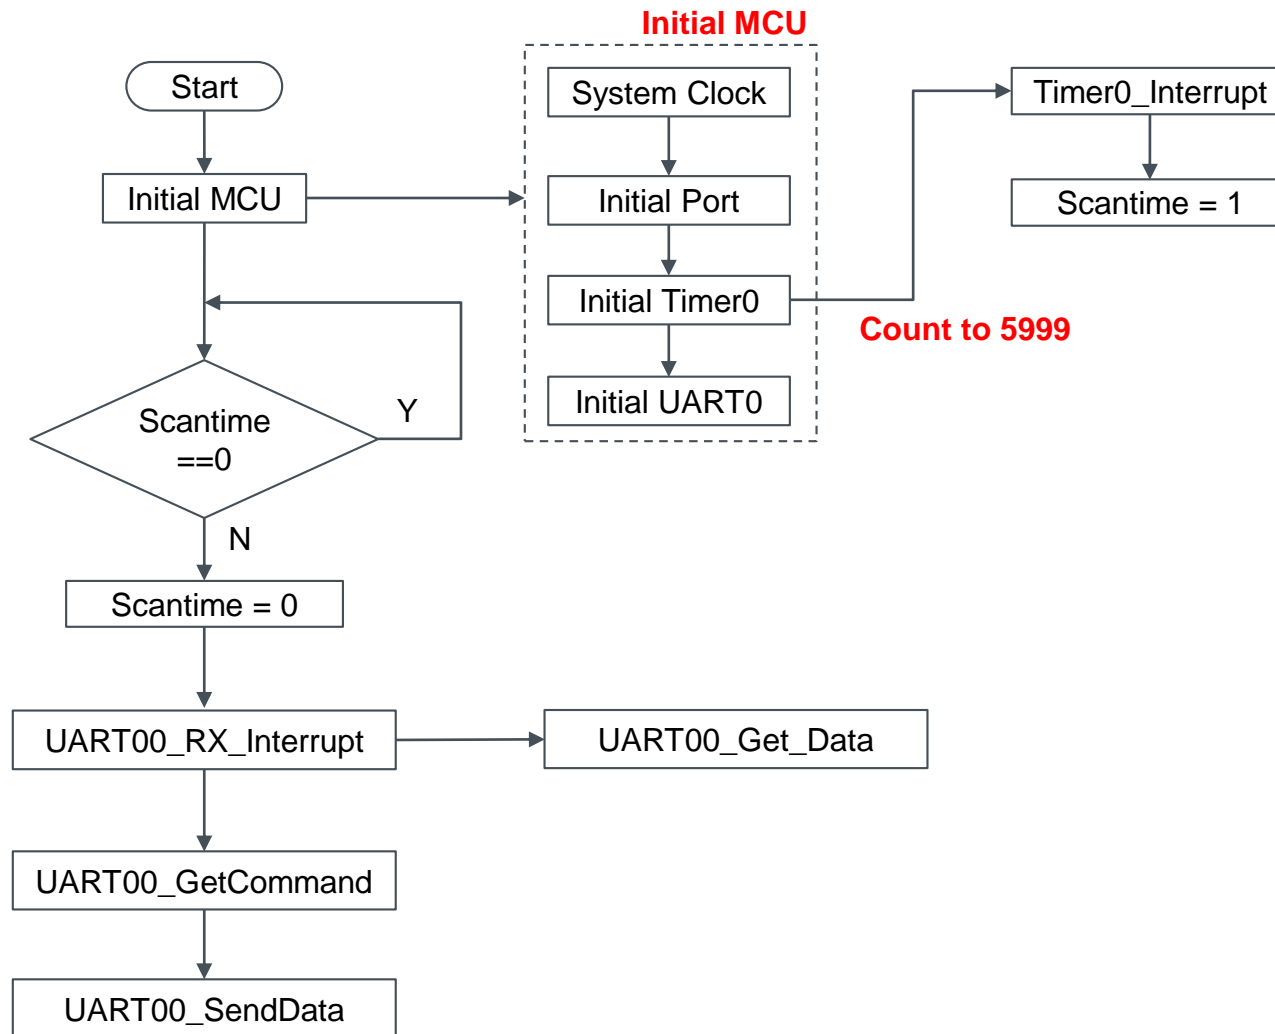 Initial MCU
Start
System Clock
Timer0_Interrupt
Initial MCU
Initial Port
Scantime = 1
Initial Timer0
Count to 5999
Initial UART0
Scantime
==0
Y
N
Scantime = 0
UART00_RX_Interrupt
UART00_Get_Data
UART00_GetCommand
UART00_SendData